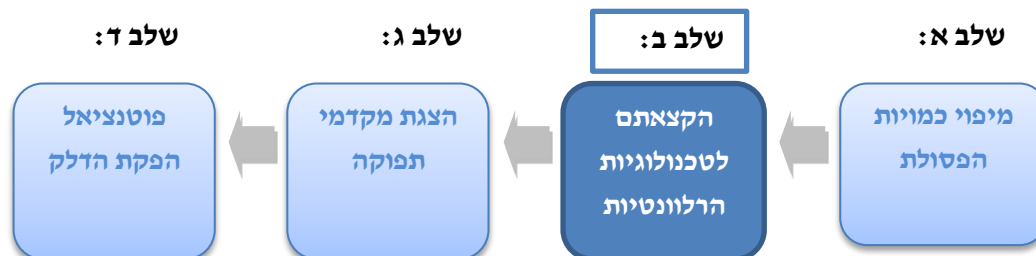 שלב א:
מיפוי כמויות
הפסולת
שלב ב:
הקצאתם
לטכנולוגיות
הרלוונטיות
שלב ג:
הצגת מקדמי
תפוקה
שלב ד:
פוטנציאל
הפקת הדלק